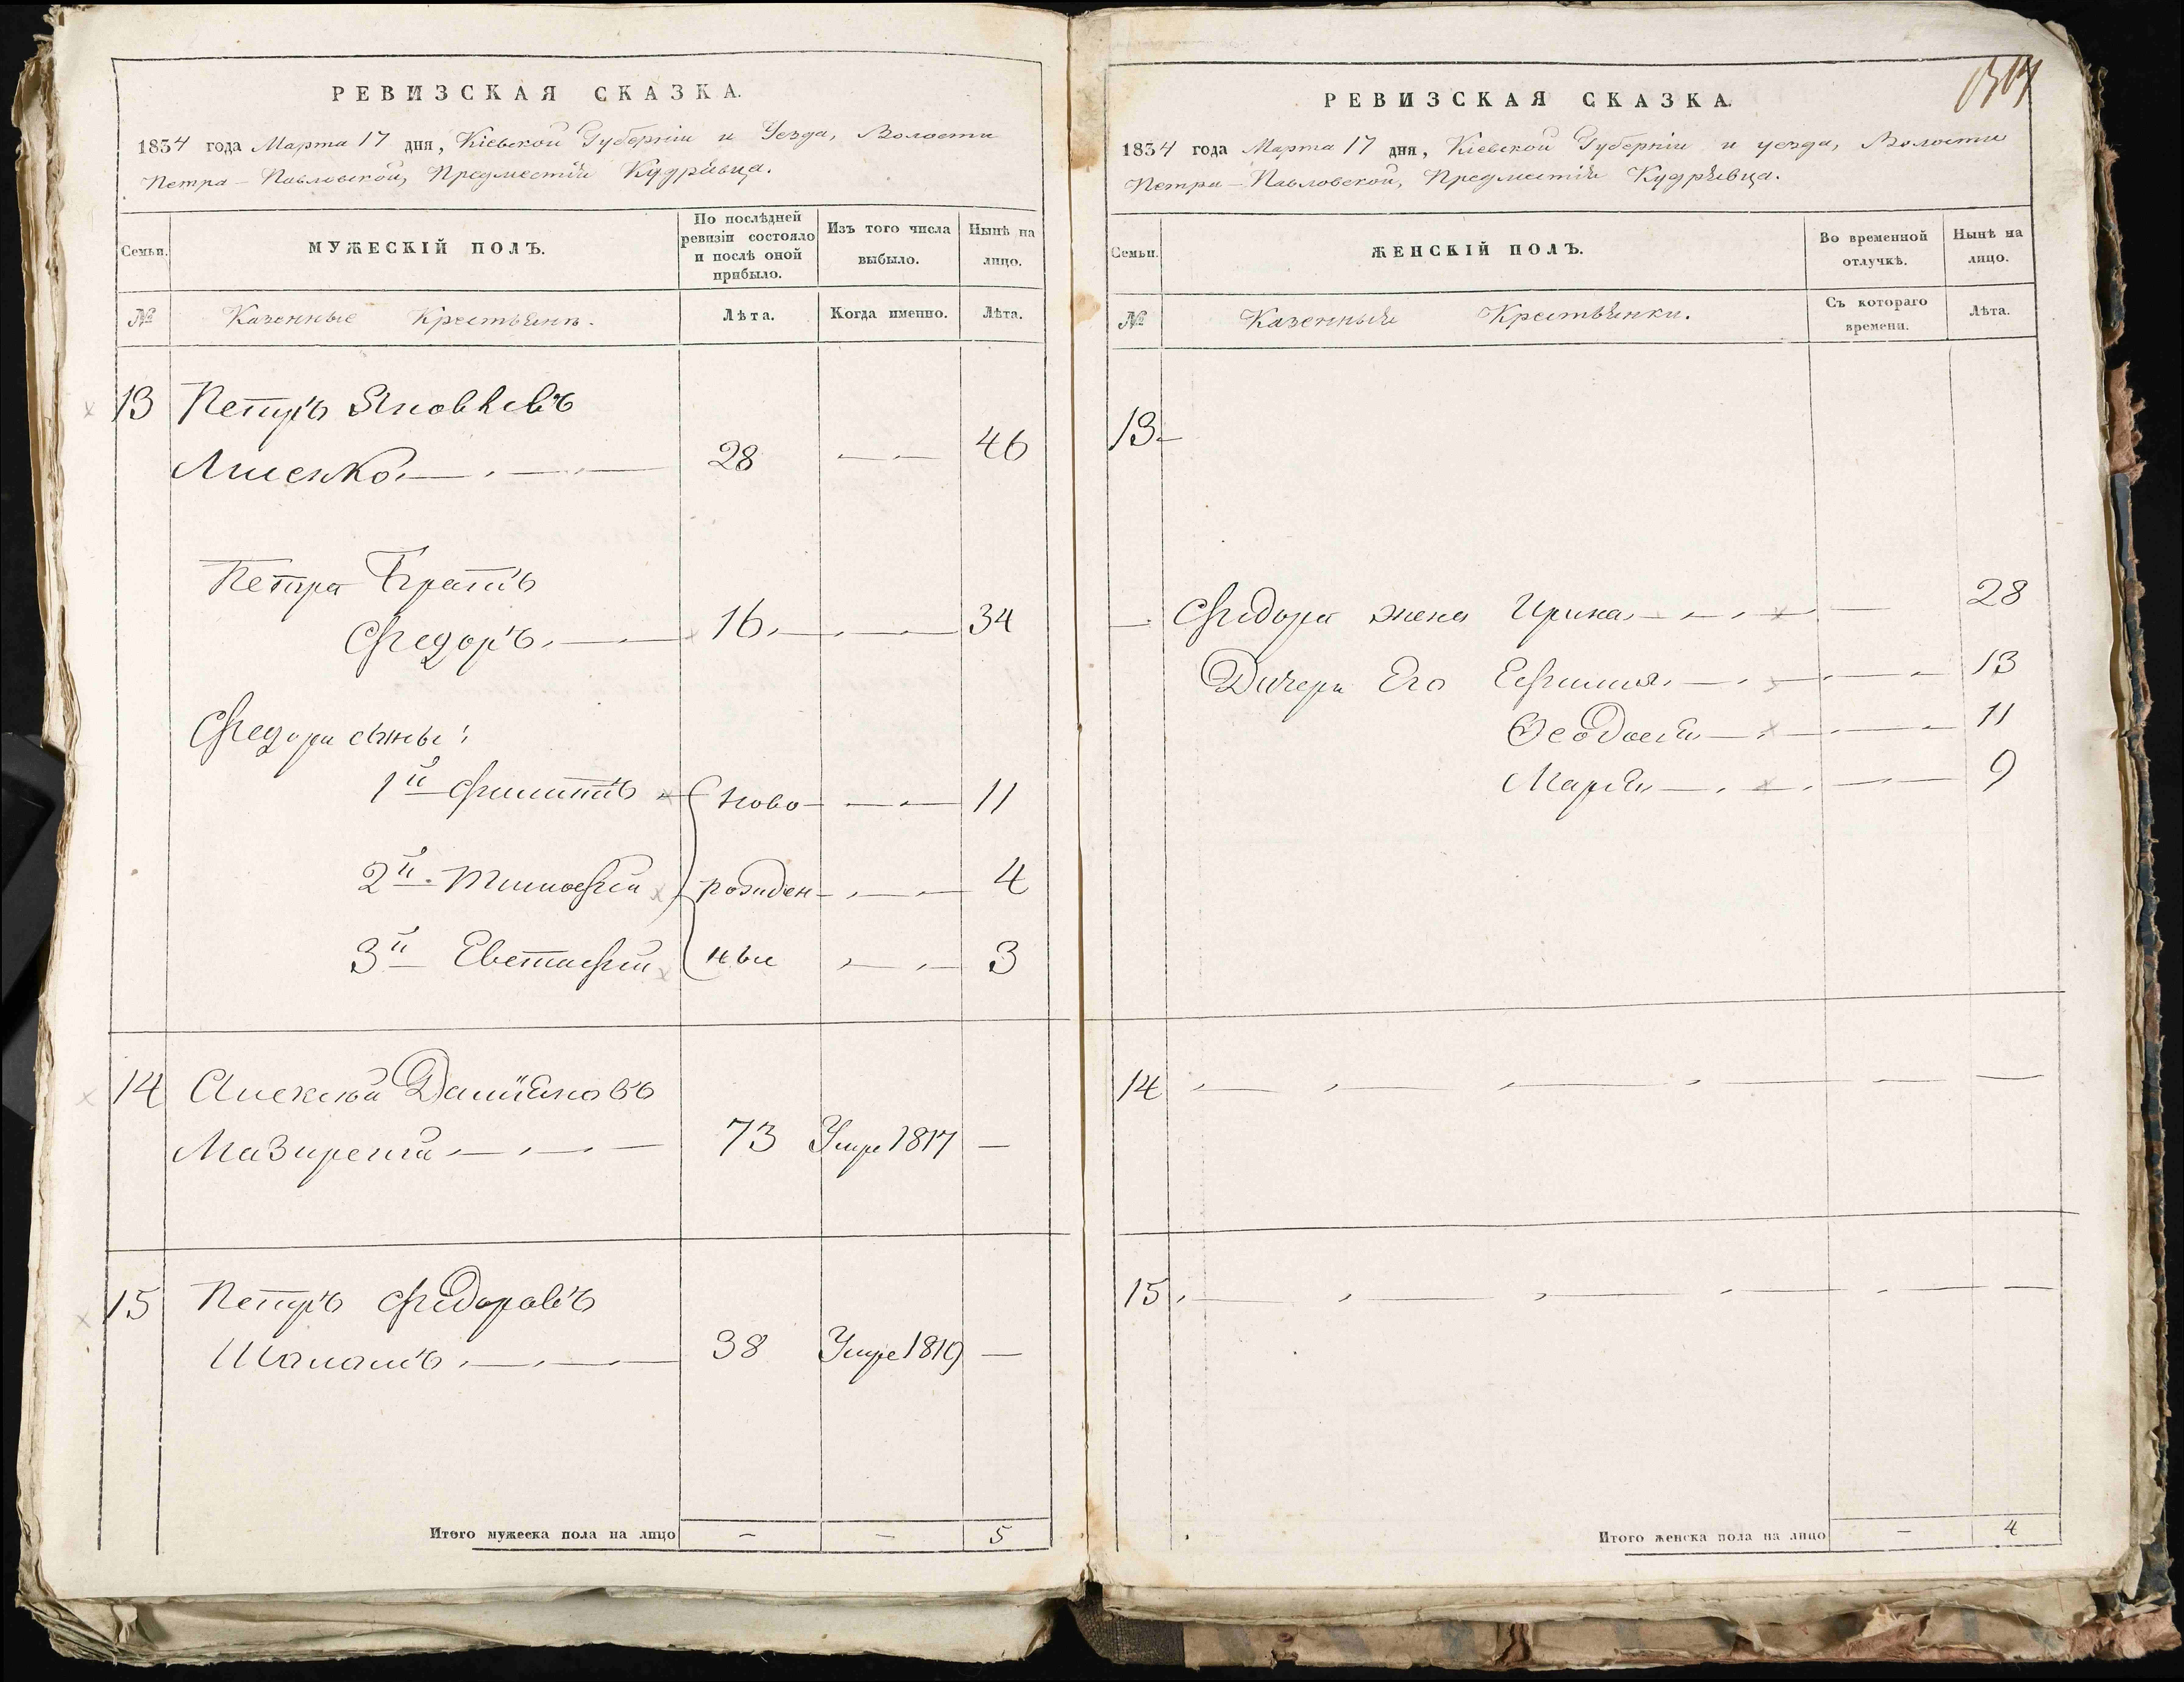 РЕВИЗСКАЯ СКАЗКА.
1834 года Марта 17 дня, Кіевской Губерніи и Уезда, Волости
Петро-Павловской, Предместія Кудрявца.
Семьи. МУЖЕСКІЙ ПОЛЪ. По послѣдней ревизіи состояло и послѣ оной прибыло. Изъ того числа выбыло. Нынѣ на лицо.
№ Казенные Крестьяне. Лѣта. Когда именно. Лѣта.
13 Петръ Яковлевъ
Лисенко 28 — — 46
Петра Братъ
Федоръ 16 — — 34
Федора сыны:
1й Филиппъ Ново — — 11
2й Тимофей рожден — — 4
3й Евстафей ные — — 3
14 Алексѣй Даміановъ
Мазиренко 73 Умре 1817 —
15 Петръ Федоровъ
38 Умре 1819 —
Итого мужеска пола на лицо — — 5
РЕВИЗСКАЯ СКАЗКА.
1834 года Марта 17 дня, Кіевской Губерніи и уезда, Волости
Петро-Павловской, Предместія Кудрявца.
Семьи. ЖЕНСКІЙ ПОЛЪ. Во временной отлучкѣ. Нынѣ на лицо.
№ Казенныя Крестьянки. Съ котораго времени. Лѣта.
13
Федора жена Ирина — — 28
Дочери Его Ефимия — — 13
Феодосія — — 11
Марія — — 9
14 — — — — — —
15 — — — — — —
Итого женска пола на лицо — 4